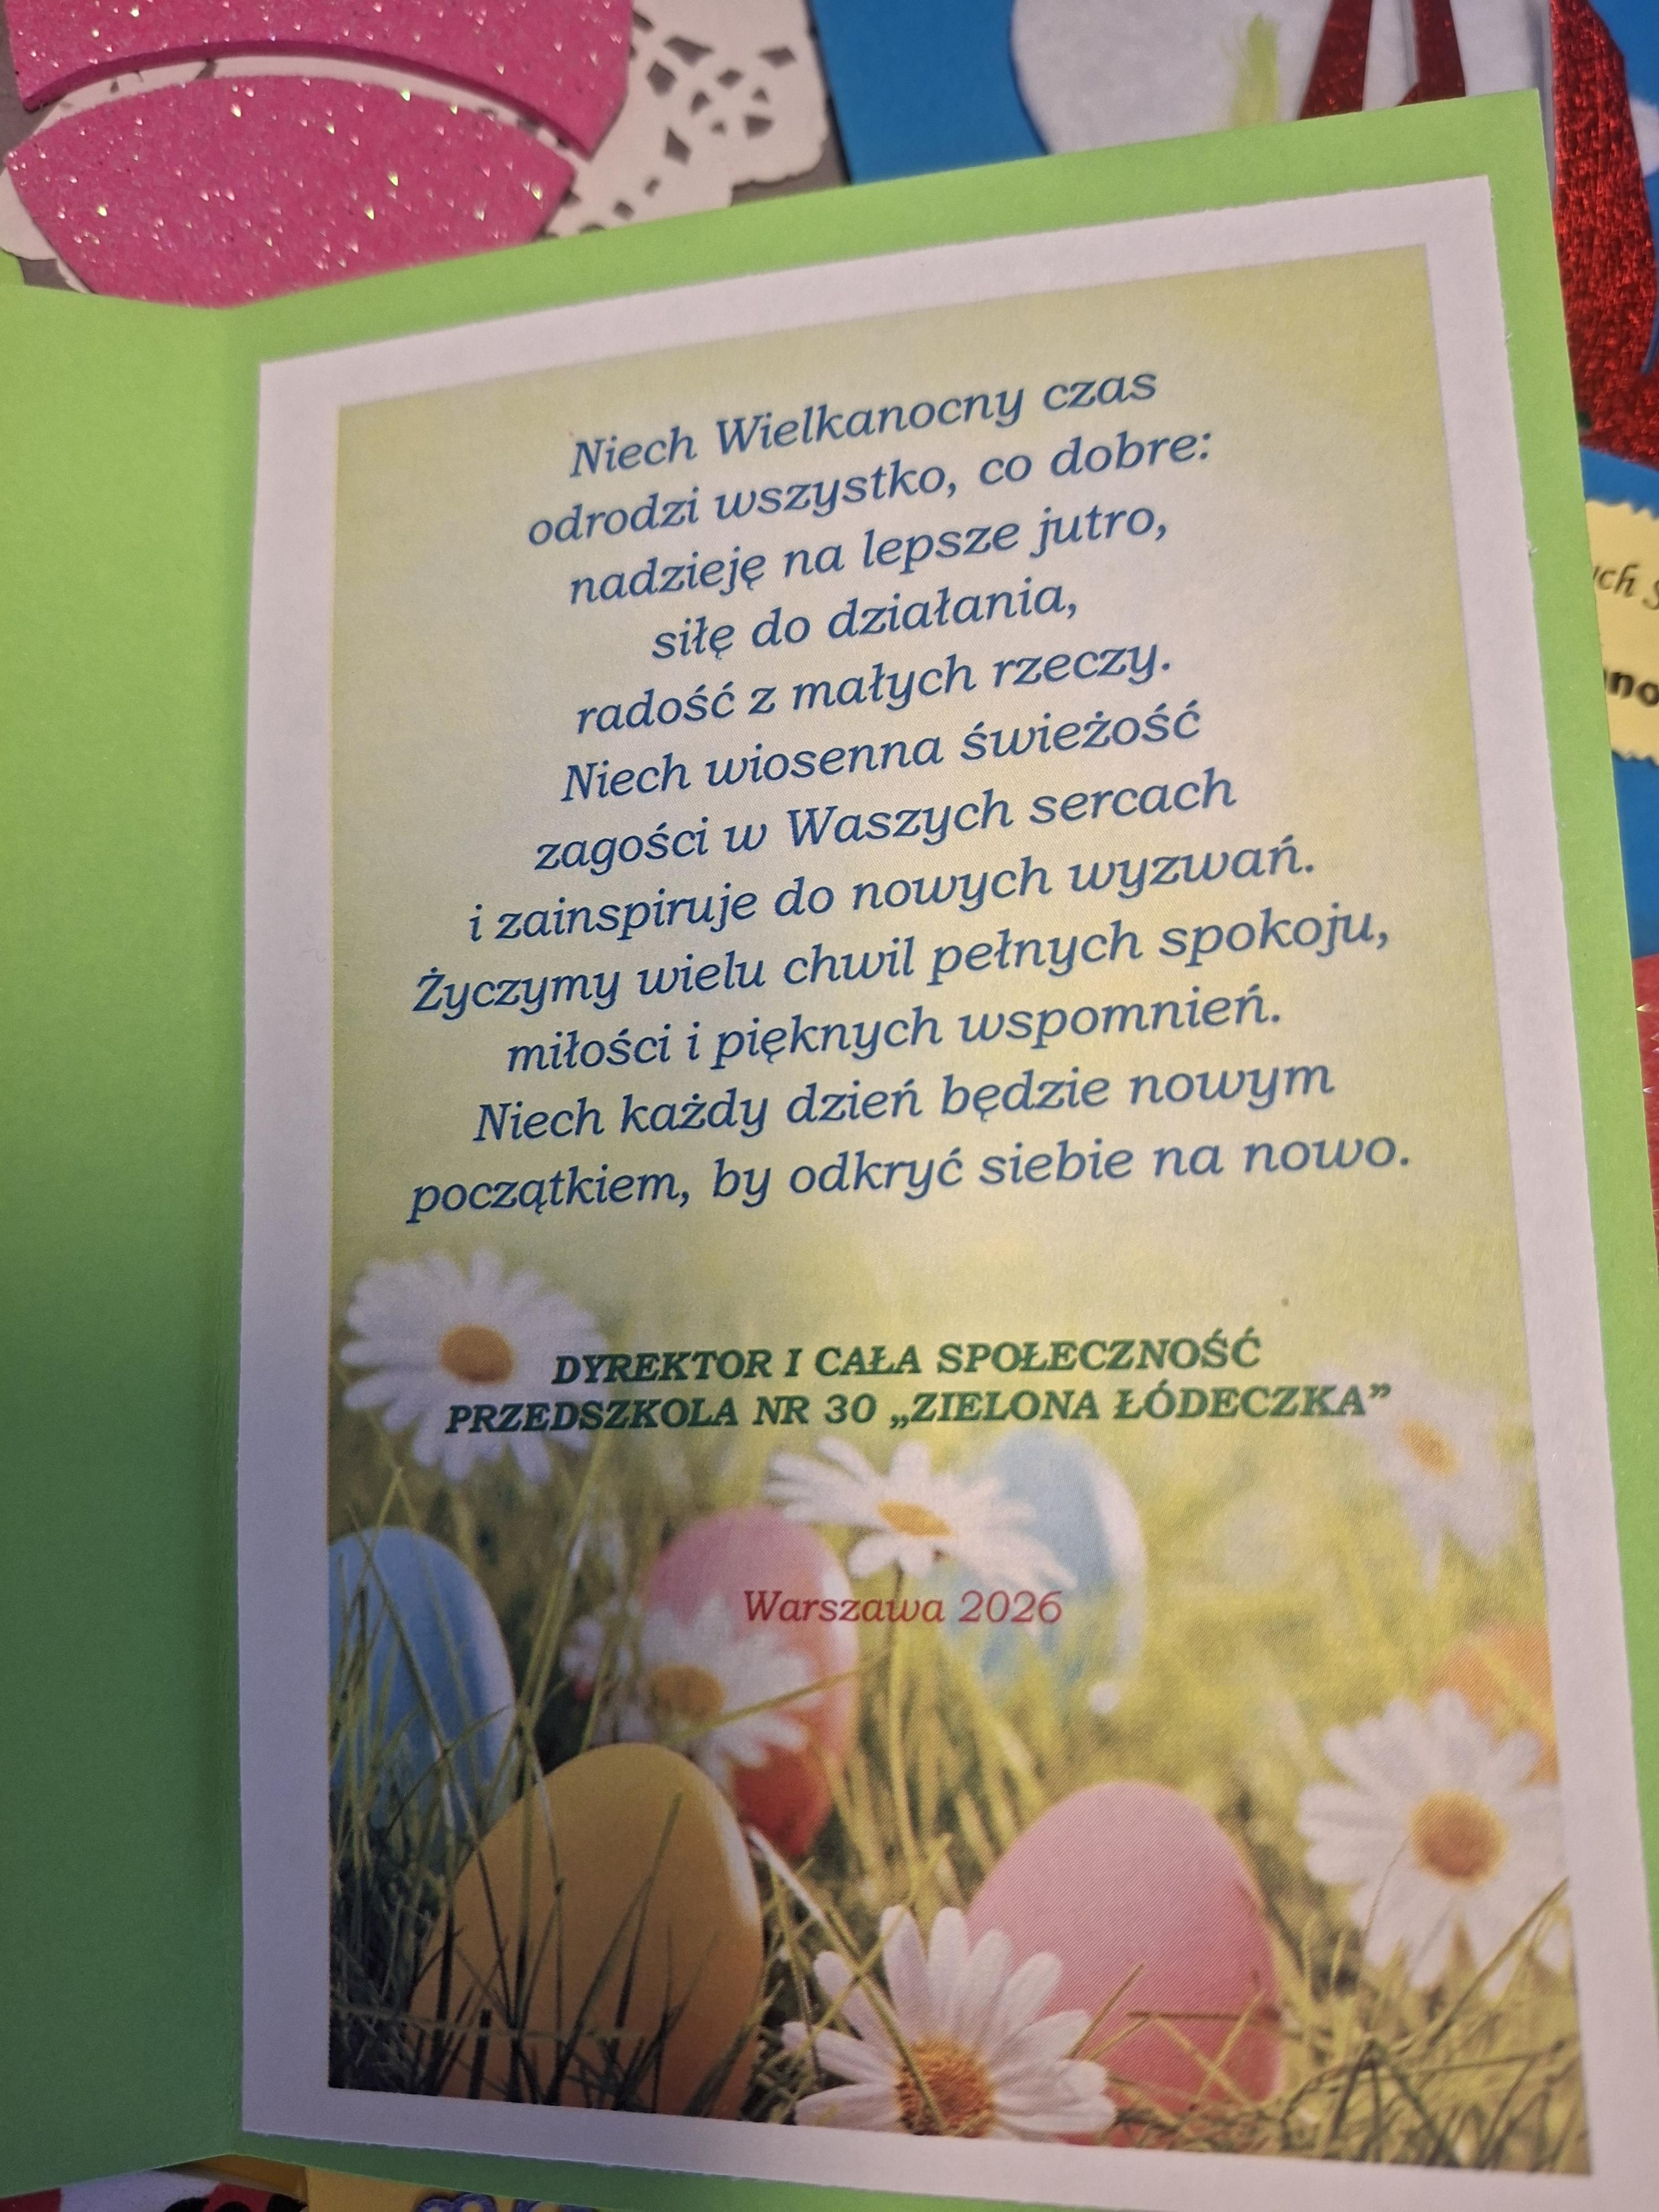 Niech Wielkanocny czas
odrodzi wszystko, co dobre:
nadzieję na lepsze jutro,
siłę do działania,
radość z małych rzeczy.
Niech wiosenna świeżość
zagości w Waszych sercach
i zainspiruje do nowych wyzwań.
Życzymy wielu chwil pełnych spokoju,
miłości i pięknych wspomnień.
Niech każdy dzień będzie nowym
początkiem, by odkryć siebie na nowo.
DYREKTOR I CAŁA SPOŁECZNOŚĆ
PRZEDSZKOLA NR 30 „ZIELONA ŁÓDECZKA”
Warszawa 2026